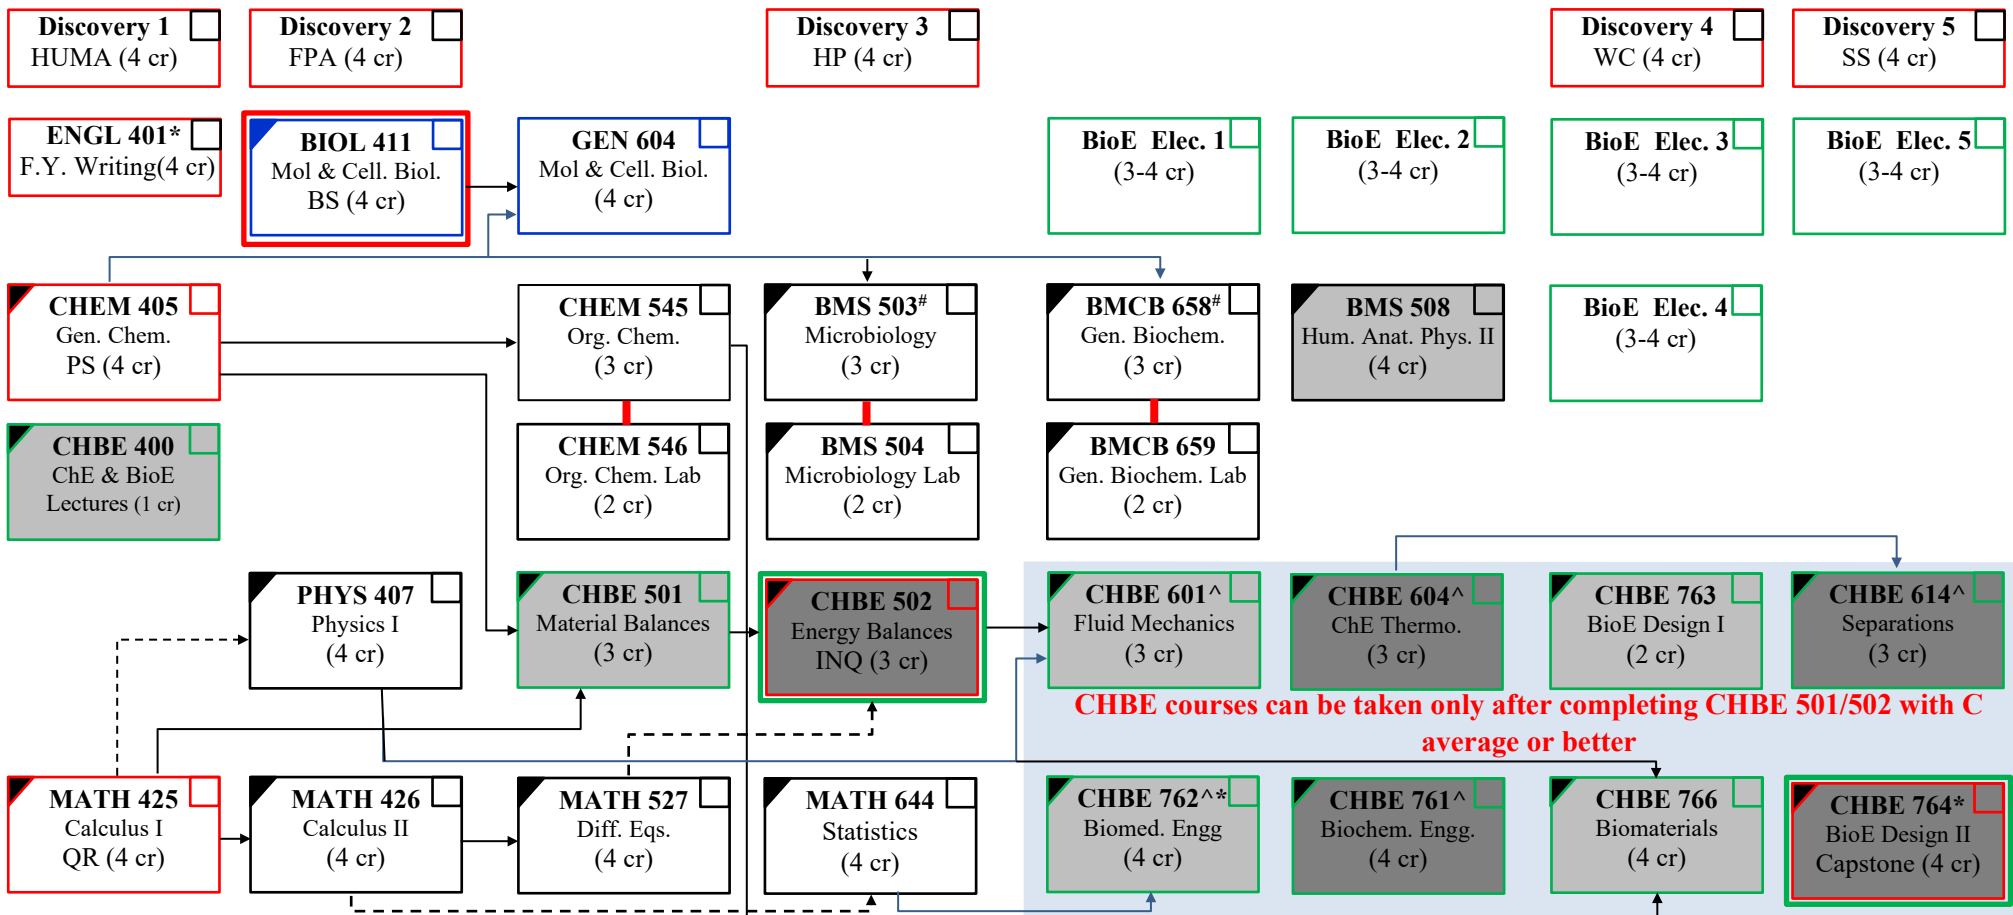 Discovery 1
HUMA (4 cr)
Discovery 2
FPA (4 cr)
Discovery 3
HP (4 cr)
Discovery 4
WC (4 cr)
Discovery 5
SS (4 cr)
ENGL 401*
F.Y. Writing(4 cr)
BIOL 411
Mol & Cell. Biol.
BS (4 cr)
GEN 604
Mol & Cell. Biol.
(4 cr)
BioE Elec. 1
(3-4 cr)
BioE Elec. 2
(3-4 cr)
BioE Elec. 3
(3-4 cr)
BioE Elec. 5
(3-4 cr)
CHEM 405
Gen. Chem.
PS (4 cr)
CHEM 545
Org. Chem.
(3 cr)
BMS 503#
Microbiology
(3 cr)
BMCB 658#
Gen. Biochem.
(3 cr)
BMS 508
Hum. Anat. Phys. II
(4 cr)
BioE Elec. 4
(3-4 cr)
CHBE 400
ChE & BioE
Lectures (1 cr)
CHEM 546
Org. Chem. Lab
(2 cr)
BMS 504
Microbiology Lab
(2 cr)
BMCB 659
Gen. Biochem. Lab
(2 cr)
PHYS 407
Physics I
(4 cr)
CHBE 501
Material Balances
(3 cr)
CHBE 502
Energy Balances
INQ (3 cr)
CHBE 601^
Fluid Mechanics
(3 cr)
CHBE 604^
ChE Thermo.
(3 cr)
CHBE 763
BioE Design I
(2 cr)
CHBE 614^
Separations
(3 cr)
CHBE courses can be taken only after completing CHBE 501/502 with C
average or better
MATH 425
Calculus I
QR (4 cr)
MATH 426
Calculus II
(4 cr)
MATH 527
Diff. Eqs.
(4 cr)
MATH 644
Statistics
(4 cr)
CHBE 762^*
Biomed. Engg
(4 cr)
CHBE 761^
Biochem. Engg.
(4 cr)
CHBE 766
Biomaterials
(4 cr)
CHBE 764*
BioE Design II
Capstone (4 cr)